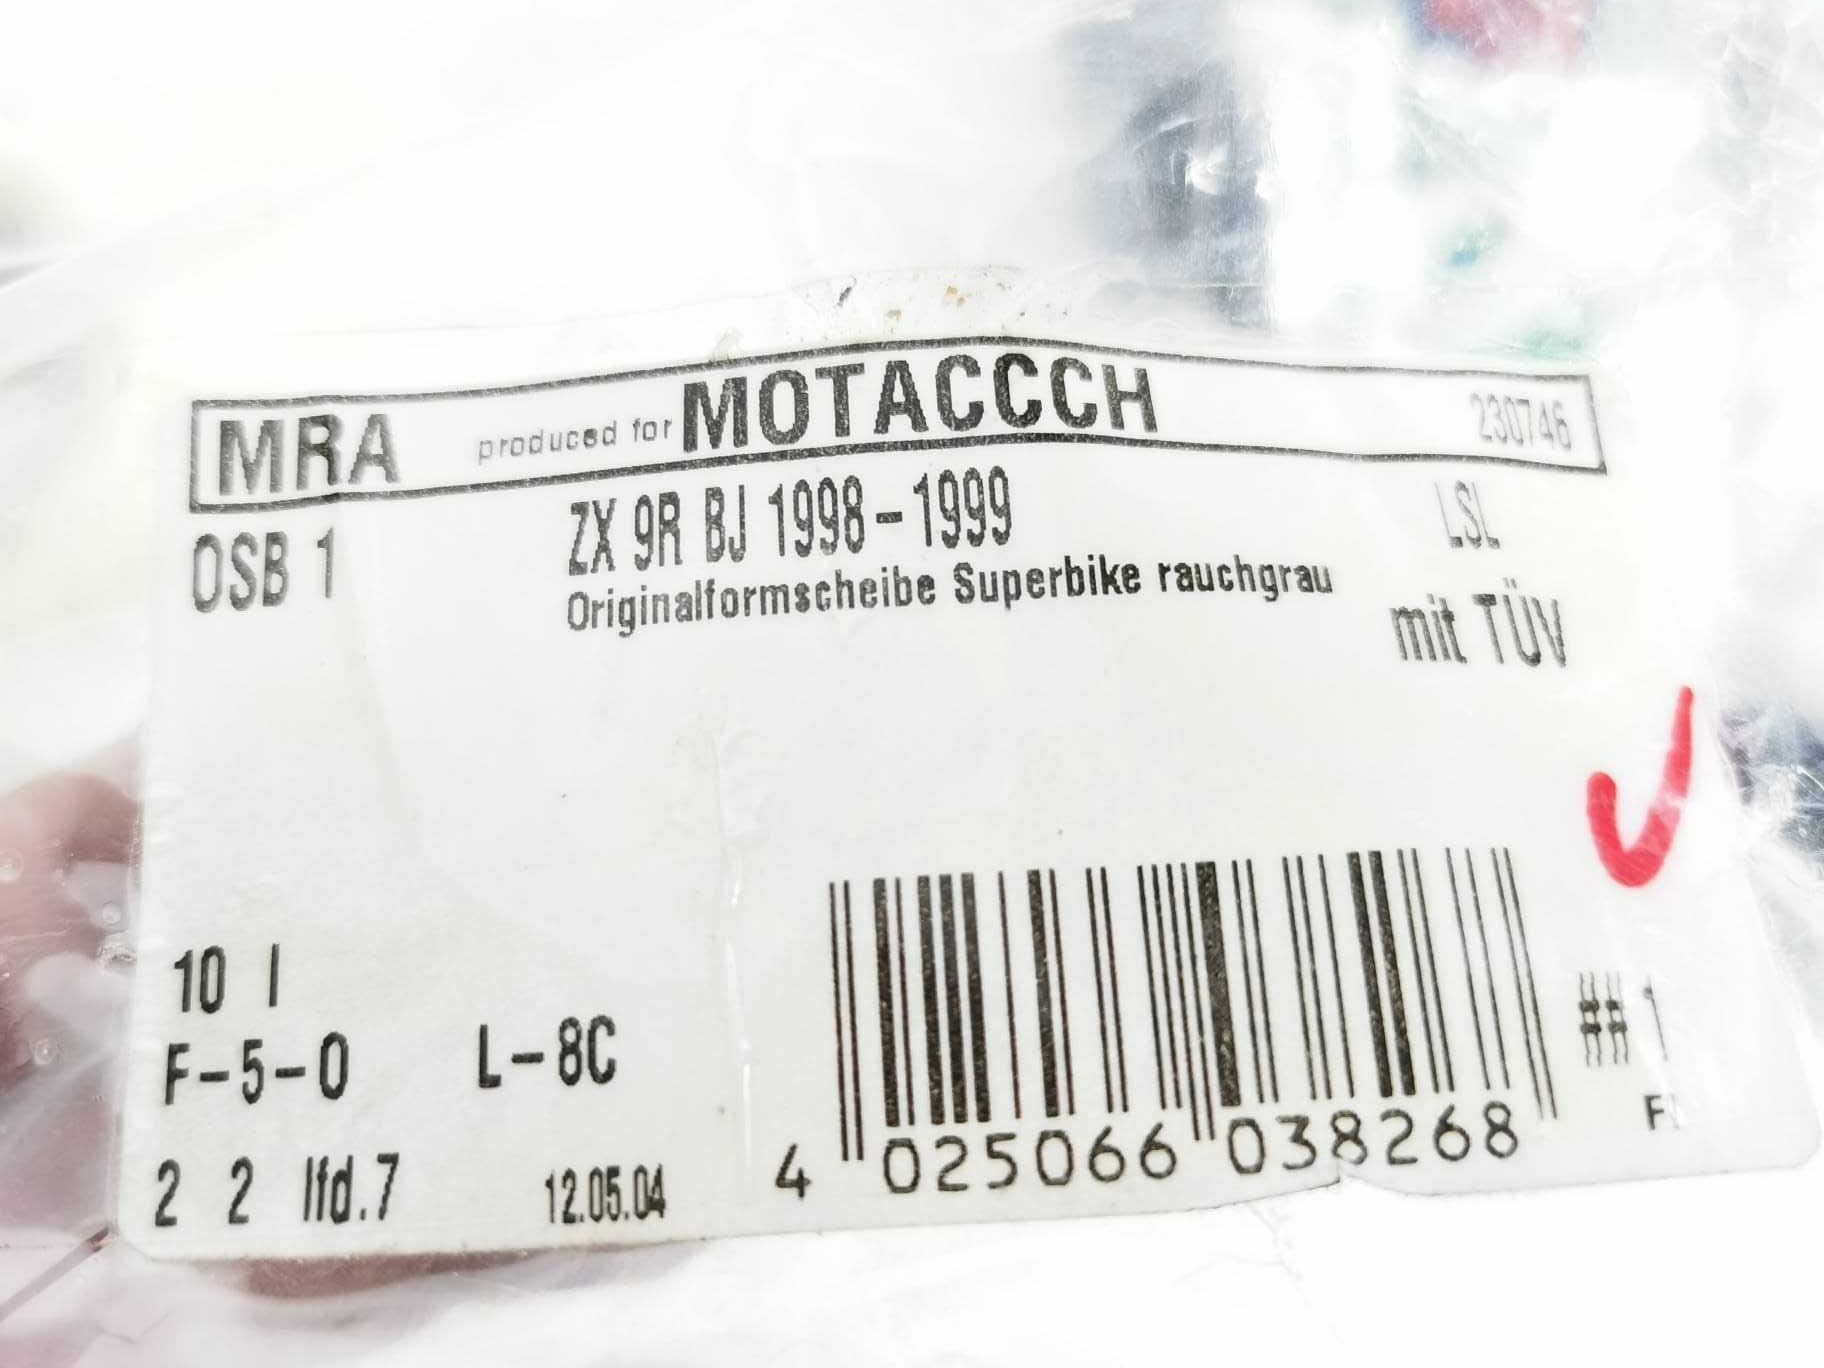 MRA produced for MOTACCCH 230746
OSB 1 ZX 9R BJ 1998-1999 LSL
Originalformscheibe Superbike rauchgrau mit TÜV
10 I
F-5-0 L-8C ##1
2 2 lfd.7 12.05.04 4 025066 038268